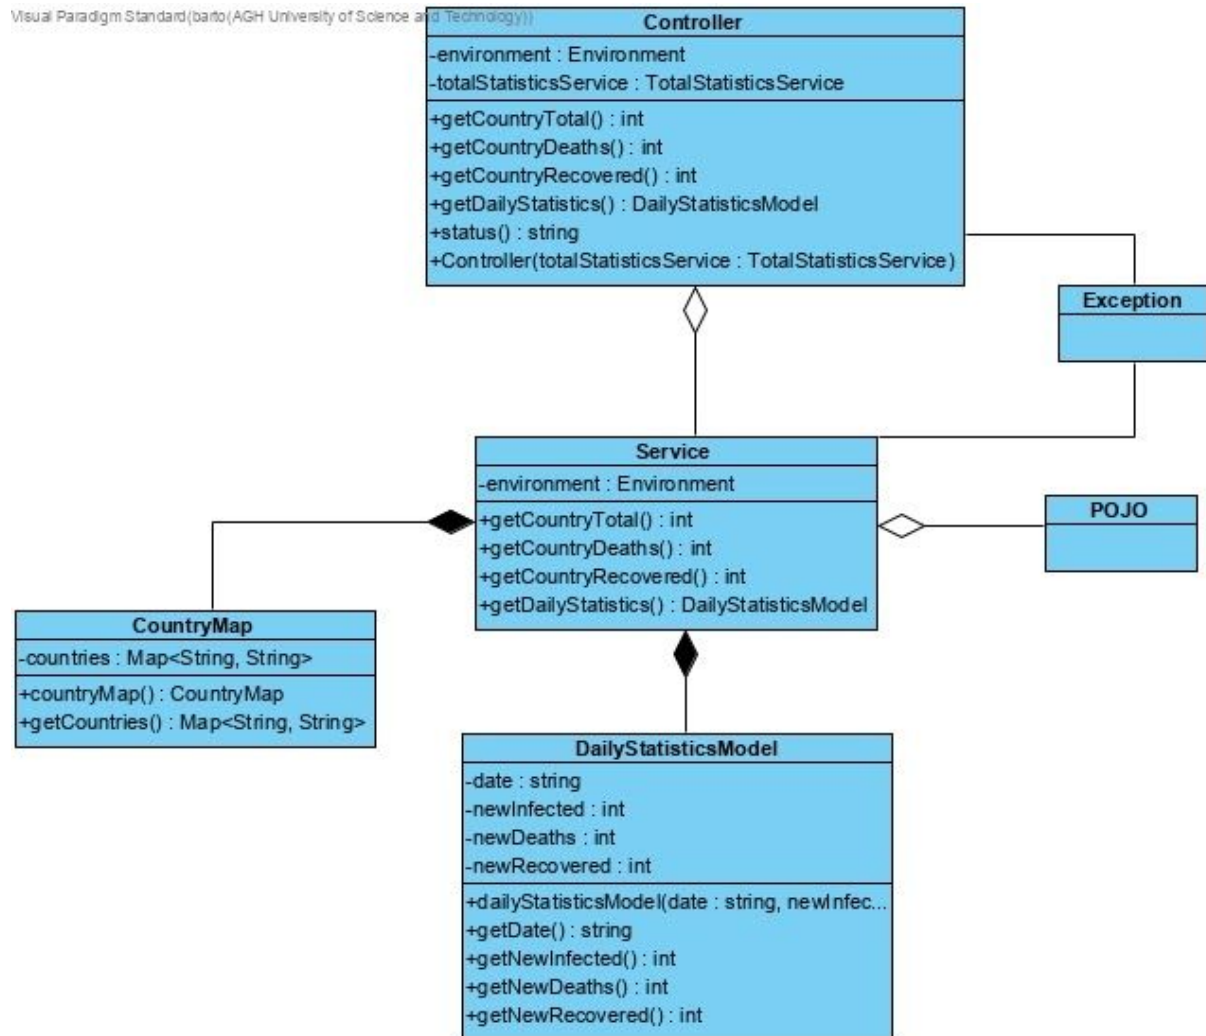 Visual Paradigm Standard(barto(AGH University of Science and Technology))
Controller
-environment : Environment
-totalStatisticsService : TotalStatisticsService
+getCountryTotal() : int
+getCountryDeaths() : int
+getCountryRecovered() : int
+getDailyStatistics() : DailyStatisticsModel
+status() : string
+Controller(totalStatisticsService : TotalStatisticsService)
Exception
Service
-environment : Environment
+getCountryTotal() : int
+getCountryDeaths() : int
+getCountryRecovered() : int
+getDailyStatistics() : DailyStatisticsModel
POJO
CountryMap
-countries : Map<String, String>
+countryMap() : CountryMap
+getCountries() : Map<String, String>
DailyStatisticsModel
-date : string
-newInfected : int
-newDeaths : int
-newRecovered : int
+dailyStatisticsModel(date : string, newInfec...
+getDate() : string
+getNewInfected() : int
+getNewDeaths() : int
+getNewRecovered() : int